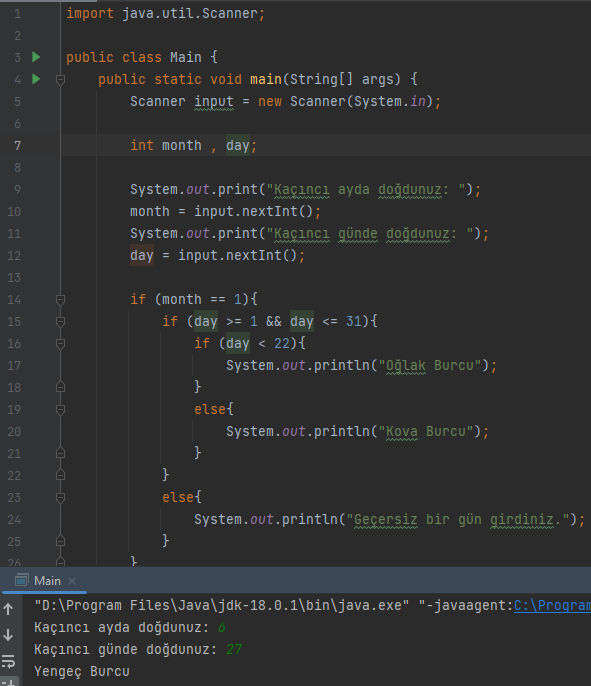 1 import java.util.Scanner;
2
3 public class Main {
4 public static void main(String[] args) {
5 Scanner input = new Scanner(System.in);
6
7 int month , day;
8
9 System.out.print("Kaçıncı ayda doğdunuz: ");
10 month = input.nextInt();
11 System.out.print("Kaçıncı günde doğdunuz: ");
12 day = input.nextInt();
13
14 if (month == 1){
15 if (day >= 1 && day <= 31){
16 if (day < 22){
17 System.out.println("Oğlak Burcu");
18 }
19 else{
20 System.out.println("Kova Burcu");
21 }
22 }
23 else{
24 System.out.println("Geçersiz bir gün girdiniz.");
25 }
26 }
Main ×
"D:\Program Files\Java\jdk-18.0.1\bin\java.exe" "-javaagent:C:\Program
Kaçıncı ayda doğdunuz: 6
Kaçıncı günde doğdunuz: 27
Yengeç Burcu